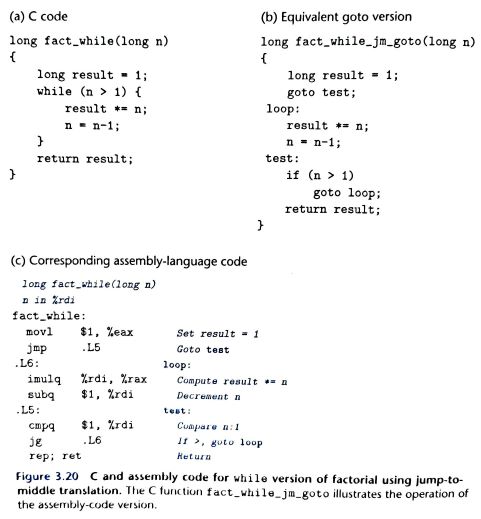 (a) C code
long fact_while(long n)
{
    long result = 1;
    while (n > 1) {
        result *= n;
        n = n-1;
    }
    return result;
}
(b) Equivalent goto version
long fact_while_jm_goto(long n)
{
    long result = 1;
    goto test;
loop:
    result *= n;
    n = n-1;
test:
    if (n > 1)
        goto loop;
    return result;
}
(c) Corresponding assembly-language code
long fact_while(long n)
n in %rdi
fact_while:
movl $1, %eax Set result = 1
jmp .L5 Goto test
.L6: loop:
imulq %rdi, %rax Compute result *= n
subq $1, %rdi Decrement n
.L5: test:
cmpq $1, %rdi Compare n:1
jg .L6 If >, goto loop
rep; ret Return
Figure 3.20 C and assembly code for while version of factorial using jump-to-
middle translation. The C function fact_while_jm_goto illustrates the operation of
the assembly-code version.